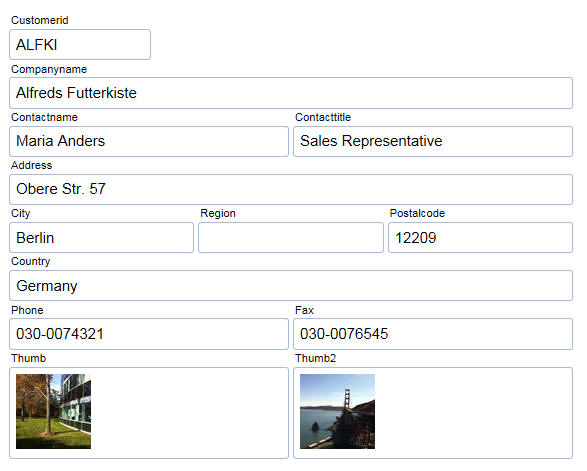 Customerid
ALFKI
Companyname
Alfreds Futterkiste
Contactname Contacttitle
Maria Anders Sales Representative
Address
Obere Str. 57
City Region Postalcode
Berlin 12209
Country
Germany
Phone Fax
030-0074321 030-0076545
Thumb Thumb2